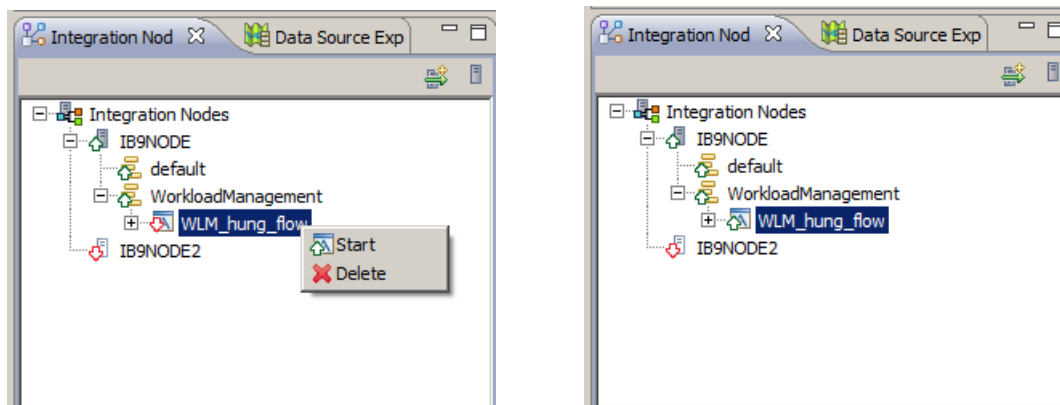 Integration Nod Data Source Exp
Integration Nodes
IB9NODE
default
WorkloadManagement
WLM_hung_flow
Start
IB9NODE2
Delete
Integration Nod Data Source Exp
Integration Nodes
IB9NODE
default
WorkloadManagement
WLM_hung_flow
IB9NODE2